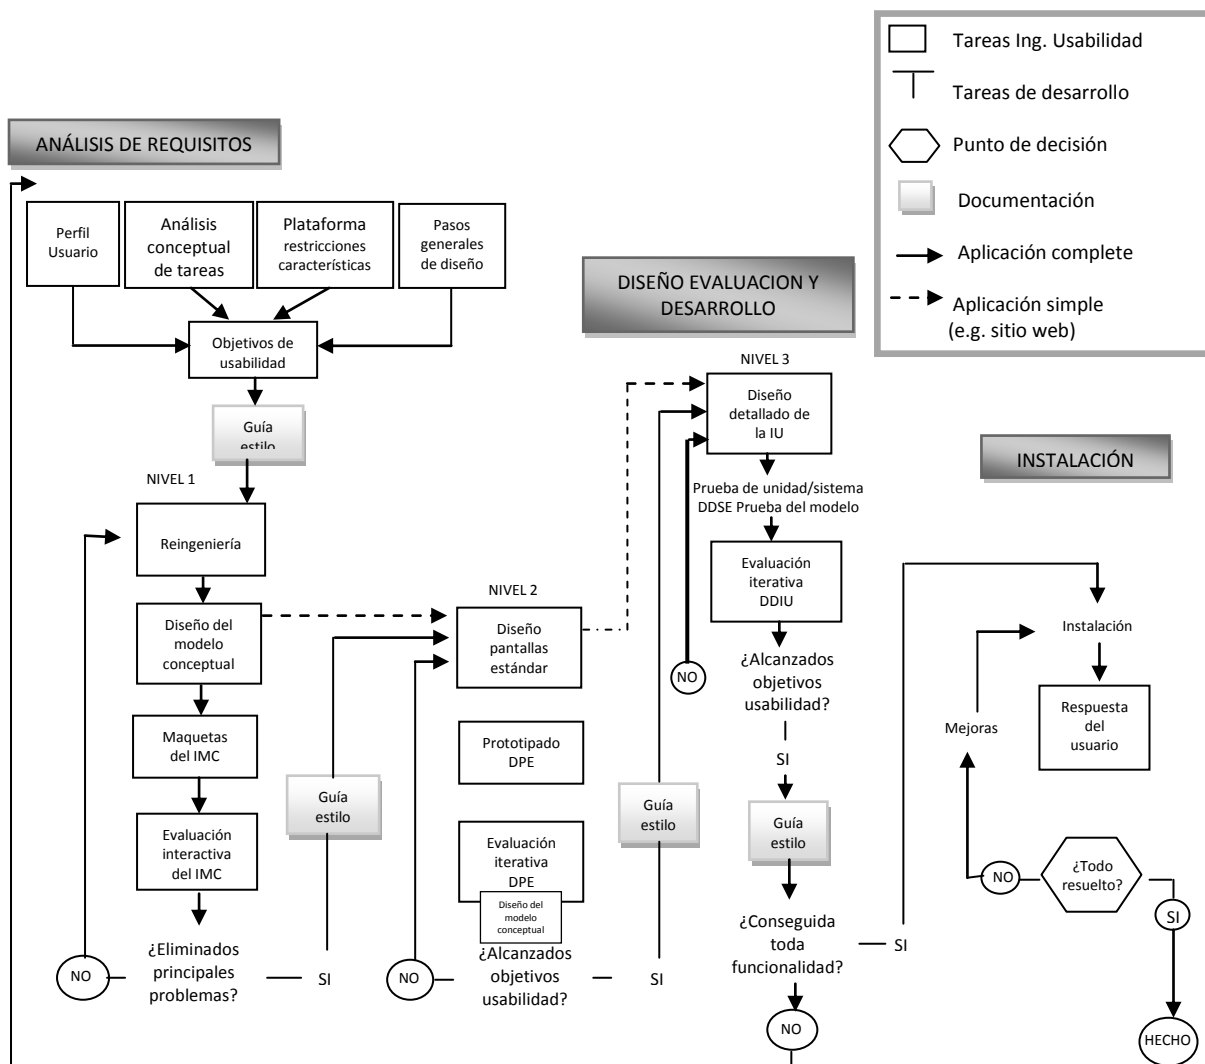 Tareas Ing. Usabilidad
Tareas de desarrollo
Punto de decisión
Documentación
Aplicación complete
Aplicación simple
(e.g. sitio web)
ANÁLISIS DE REQUISITOS
Perfil
Usuario
Análisis
conceptual
de tareas
Plataforma
restricciones
características
Pasos
generales
de diseño
Objetivos de
usabilidad
Guía
estilo
NIVEL 1
Reingeniería
Diseño del
modelo
conceptual
Maquetas
del IMC
Evaluación
interactiva
del IMC
¿Eliminados
principales
problemas?
NO
SI
Guía
estilo
NIVEL 2
Diseño
pantallas
estándar
Prototipado
DPE
Evaluación
iterativa
DPE
Diseño del
modelo
conceptual
¿Alcanzados
objetivos
usabilidad?
NO
SI
Guía
estilo
DISEÑO EVALUACION Y
DESARROLLO
NIVEL 3
Diseño
detallado de
la IU
Prueba de unidad/sistema
DDSE Prueba del modelo
Evaluación
iterativa
DDIU
NO
¿Alcanzados
objetivos
usabilidad?
SI
Guía
estilo
¿Conseguida
toda
funcionalidad?
SI
NO
INSTALACIÓN
Instalación
Respuesta
del
usuario
Mejoras
¿Todo
resuelto?
NO
SI
HECHO